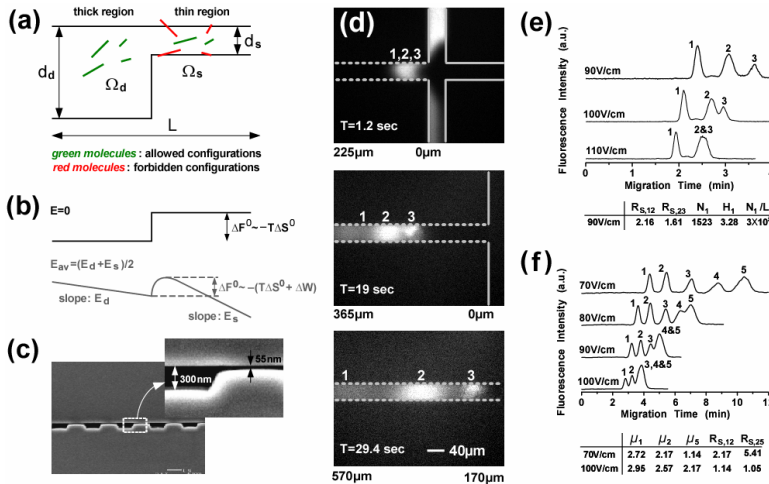 (a)
thick region thin region
d_d
d_s
Ω_d
Ω_s
L
green molecules: allowed configurations
red molecules: forbidden configurations
(b)
E=0
ΔF⁰~−TΔS⁰
E_av=(E_d+E_s)/2
ΔF⁰~−(TΔS⁰+ΔW)
slope: E_d
slope: E_s
(c)
55nm
300nm
(d)
1,2,3
T=1.2 sec
225μm 0μm
1 2 3
T=19 sec
365μm 0μm
1 2 3
T=29.4 sec
40μm
570μm 170μm
(e)
Fluorescence Intensity (a.u.)
90V/cm
1 2 3
100V/cm
1 2 3
110V/cm
1 2&3
0 1 2 3 4
Migration Time (min)
R_S,12 R_S,23 N_1 H_1 N_1/L
90V/cm 2.16 1.61 1523 3.28 3X10⁵
(f)
Fluorescence Intensity (a.u.)
70V/cm
1 2 3 4 5
80V/cm
1 2 3 4 5
90V/cm
1 2 3 4&5
100V/cm
1 2 3,4&5
0 2 4 6 8 10 12
Migration Time (min)
μ_1 μ_2 μ_5 R_S,12 R_S,25
70V/cm 2.72 2.17 1.14 2.17 5.41
100V/cm 2.95 2.57 2.17 1.14 1.05